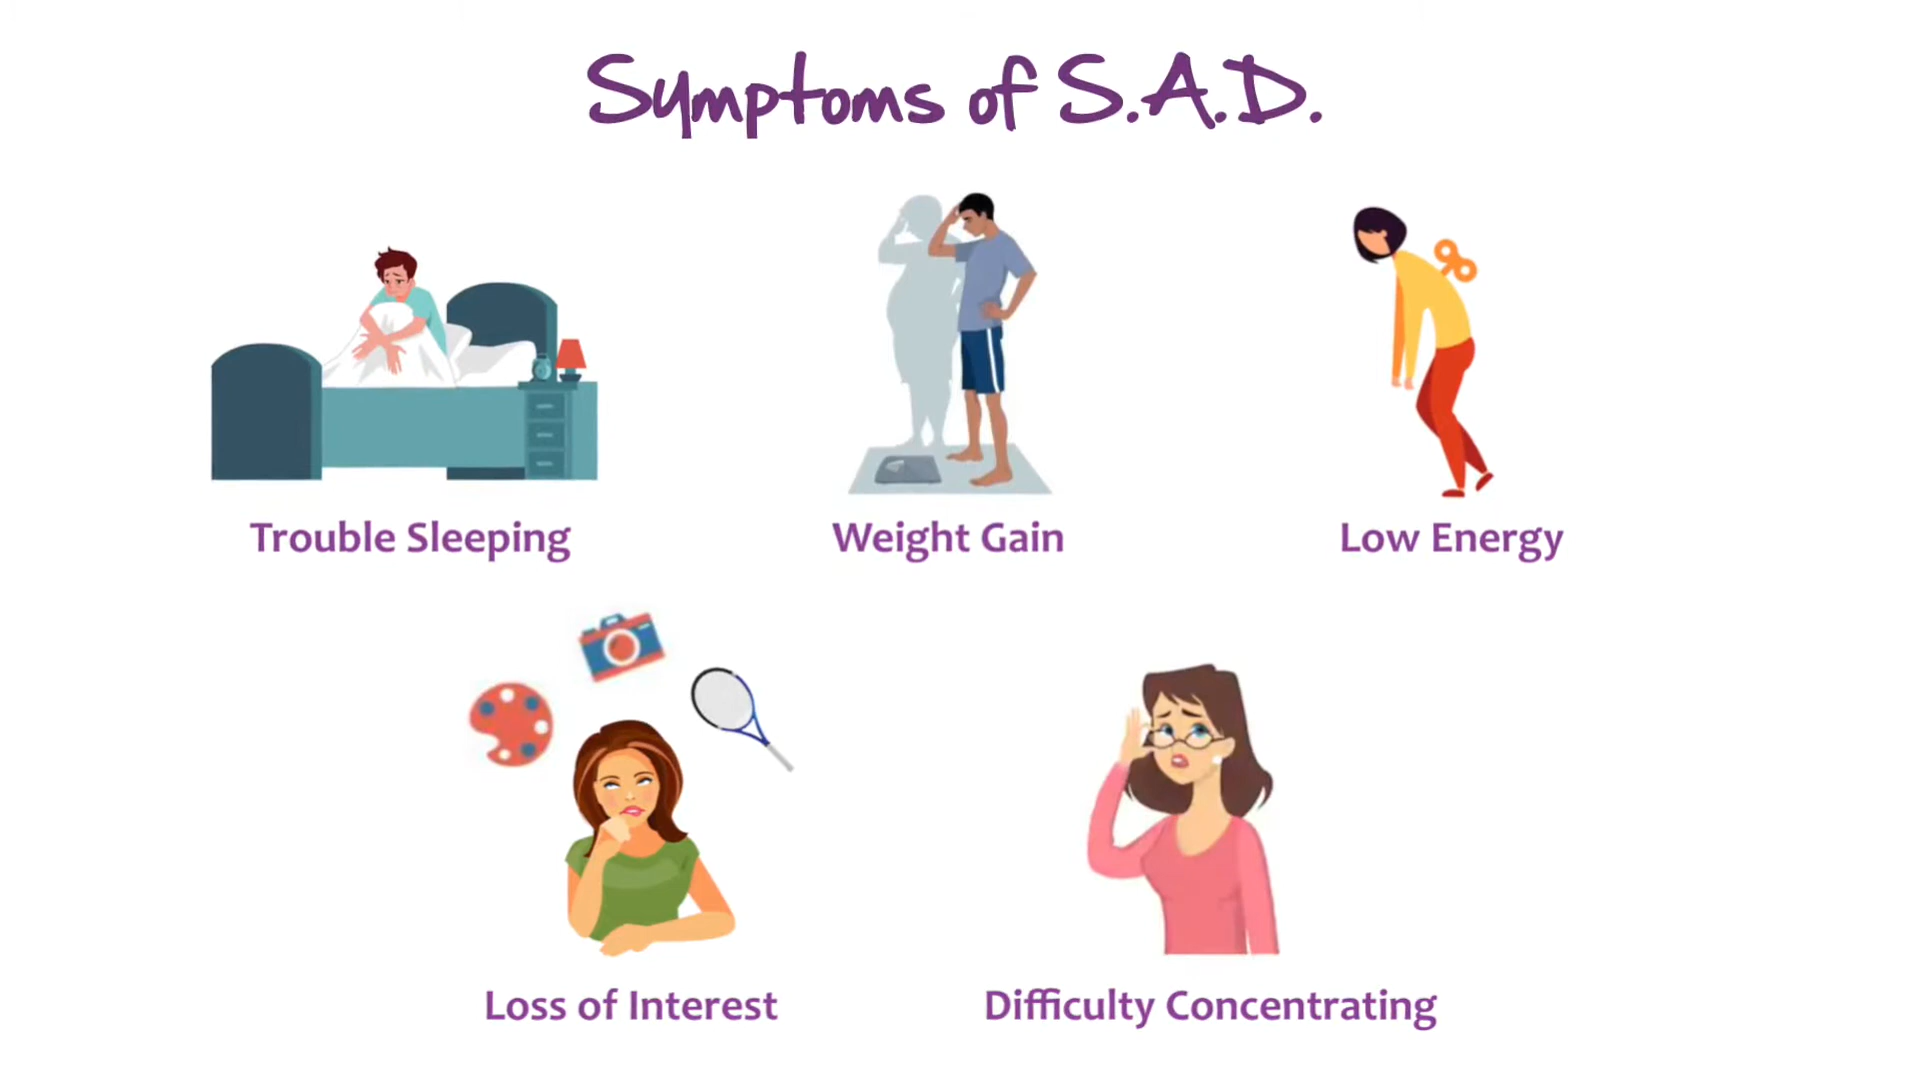 Symptoms of S.A.D.
Trouble Sleeping
Weight Gain
Low Energy
Loss of Interest
Difficulty Concentrating